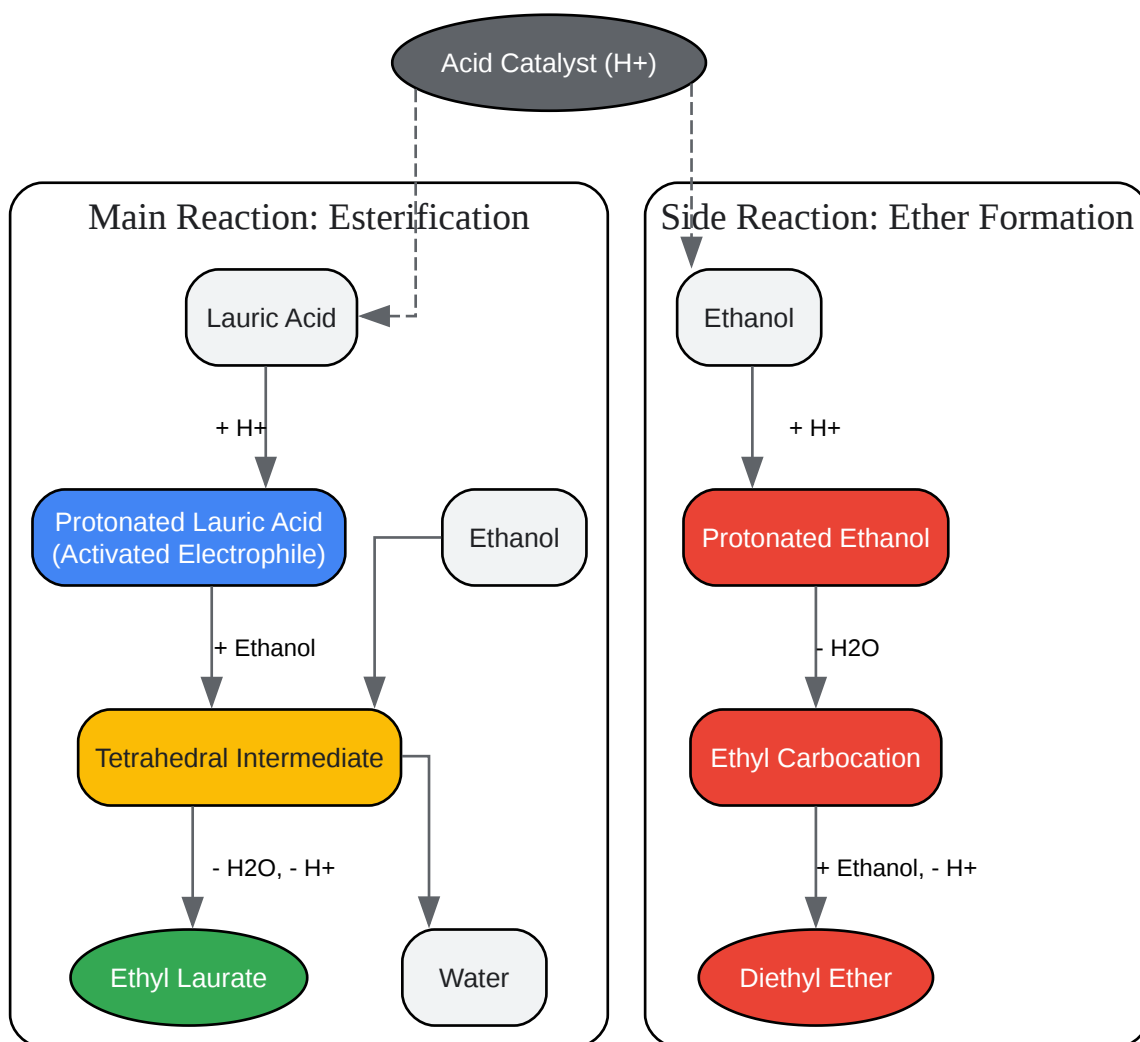 Acid Catalyst (H+)
Main Reaction: Esterification
Lauric Acid
+ H+
Protonated Lauric Acid
(Activated Electrophile)
Ethanol
+ Ethanol
Tetrahedral Intermediate
- H2O, - H+
Ethyl Laurate
Water
Side Reaction: Ether Formation
Ethanol
+ H+
Protonated Ethanol
- H2O
Ethyl Carbocation
+ Ethanol, - H+
Diethyl Ether